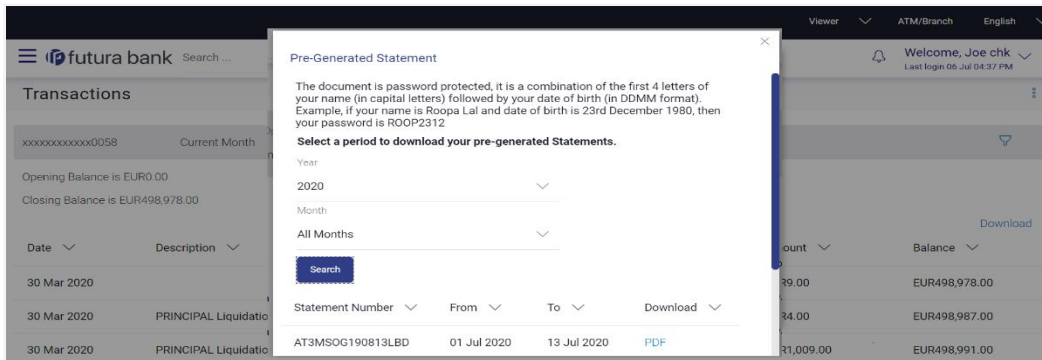 Viewer ATM/Branch English
futura bank Search ...
Welcome, Joe chk
Last login 06 Jul 04:37 PM
Transactions
xxxxxxxxxxxx0058 Current Month
Opening Balance is EUR0.00
Closing Balance is EUR498,978.00
Download
Date Description Balance
30 Mar 2020 EUR498,978.00
30 Mar 2020 PRINCIPAL EUR498,987.00
30 Mar 2020 PRINCIPAL EUR498,991.00
Pre-Generated Statement
The document is password protected, it is a combination of the first 4 letters of
your name (in capital letters) followed by your date of birth (in DDMM format).
Example, if your name is Roopa Lal and date of birth is 23rd December 1980, then
your password is ROOP2312
Select a period to download your pre-generated Statements.
Year
2020
Month
All Months
Search
Statement Number From To Download
AT3MSOG190813LBD 01 Jul 2020 13 Jul 2020 PDF